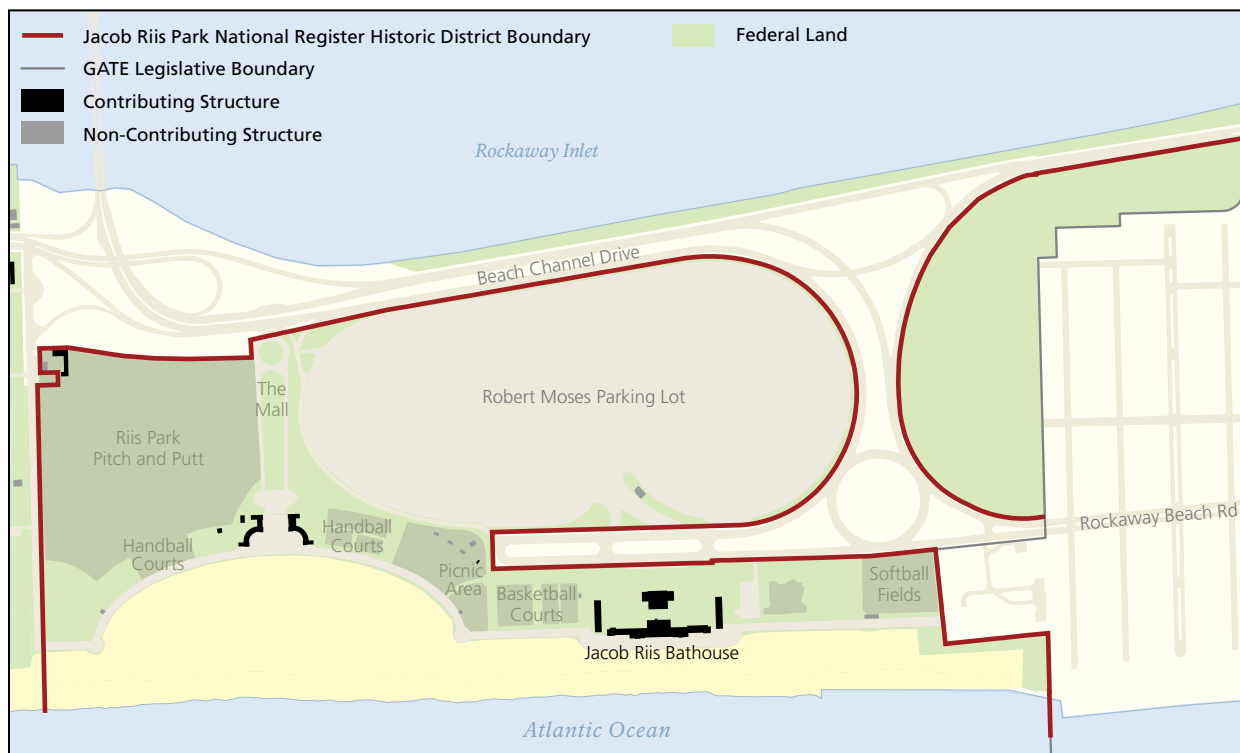 Jacob Riis Park National Register Historic District Boundary
GATE Legislative Boundary
Contributing Structure
Non-Contributing Structure
Federal Land
Rockaway Inlet
Beach Channel Drive
The
Mall
Robert Moses Parking Lot
Riis Park
Pitch and Putt
Rockaway Beach Rd
Handball
Courts
Handball
Courts
Picnic
Area
Basketball
Courts
Softball
Fields
Jacob Riis Bathouse
Atlantic Ocean